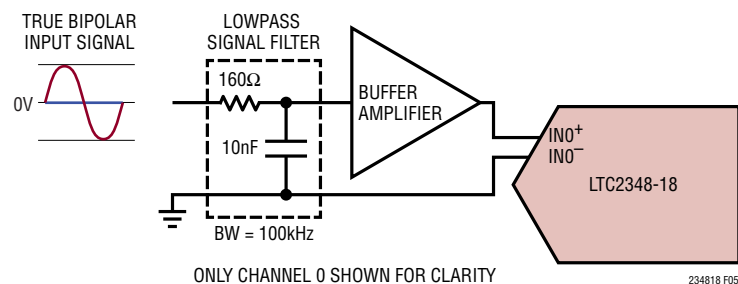 TRUE BIPOLAR
INPUT SIGNAL
LOWPASS
SIGNAL FILTER
0V
160Ω
10nF
BUFFER
AMPLIFIER
IN0+
IN0–
LTC2348-18
BW = 100kHz
ONLY CHANNEL 0 SHOWN FOR CLARITY
234818 F05